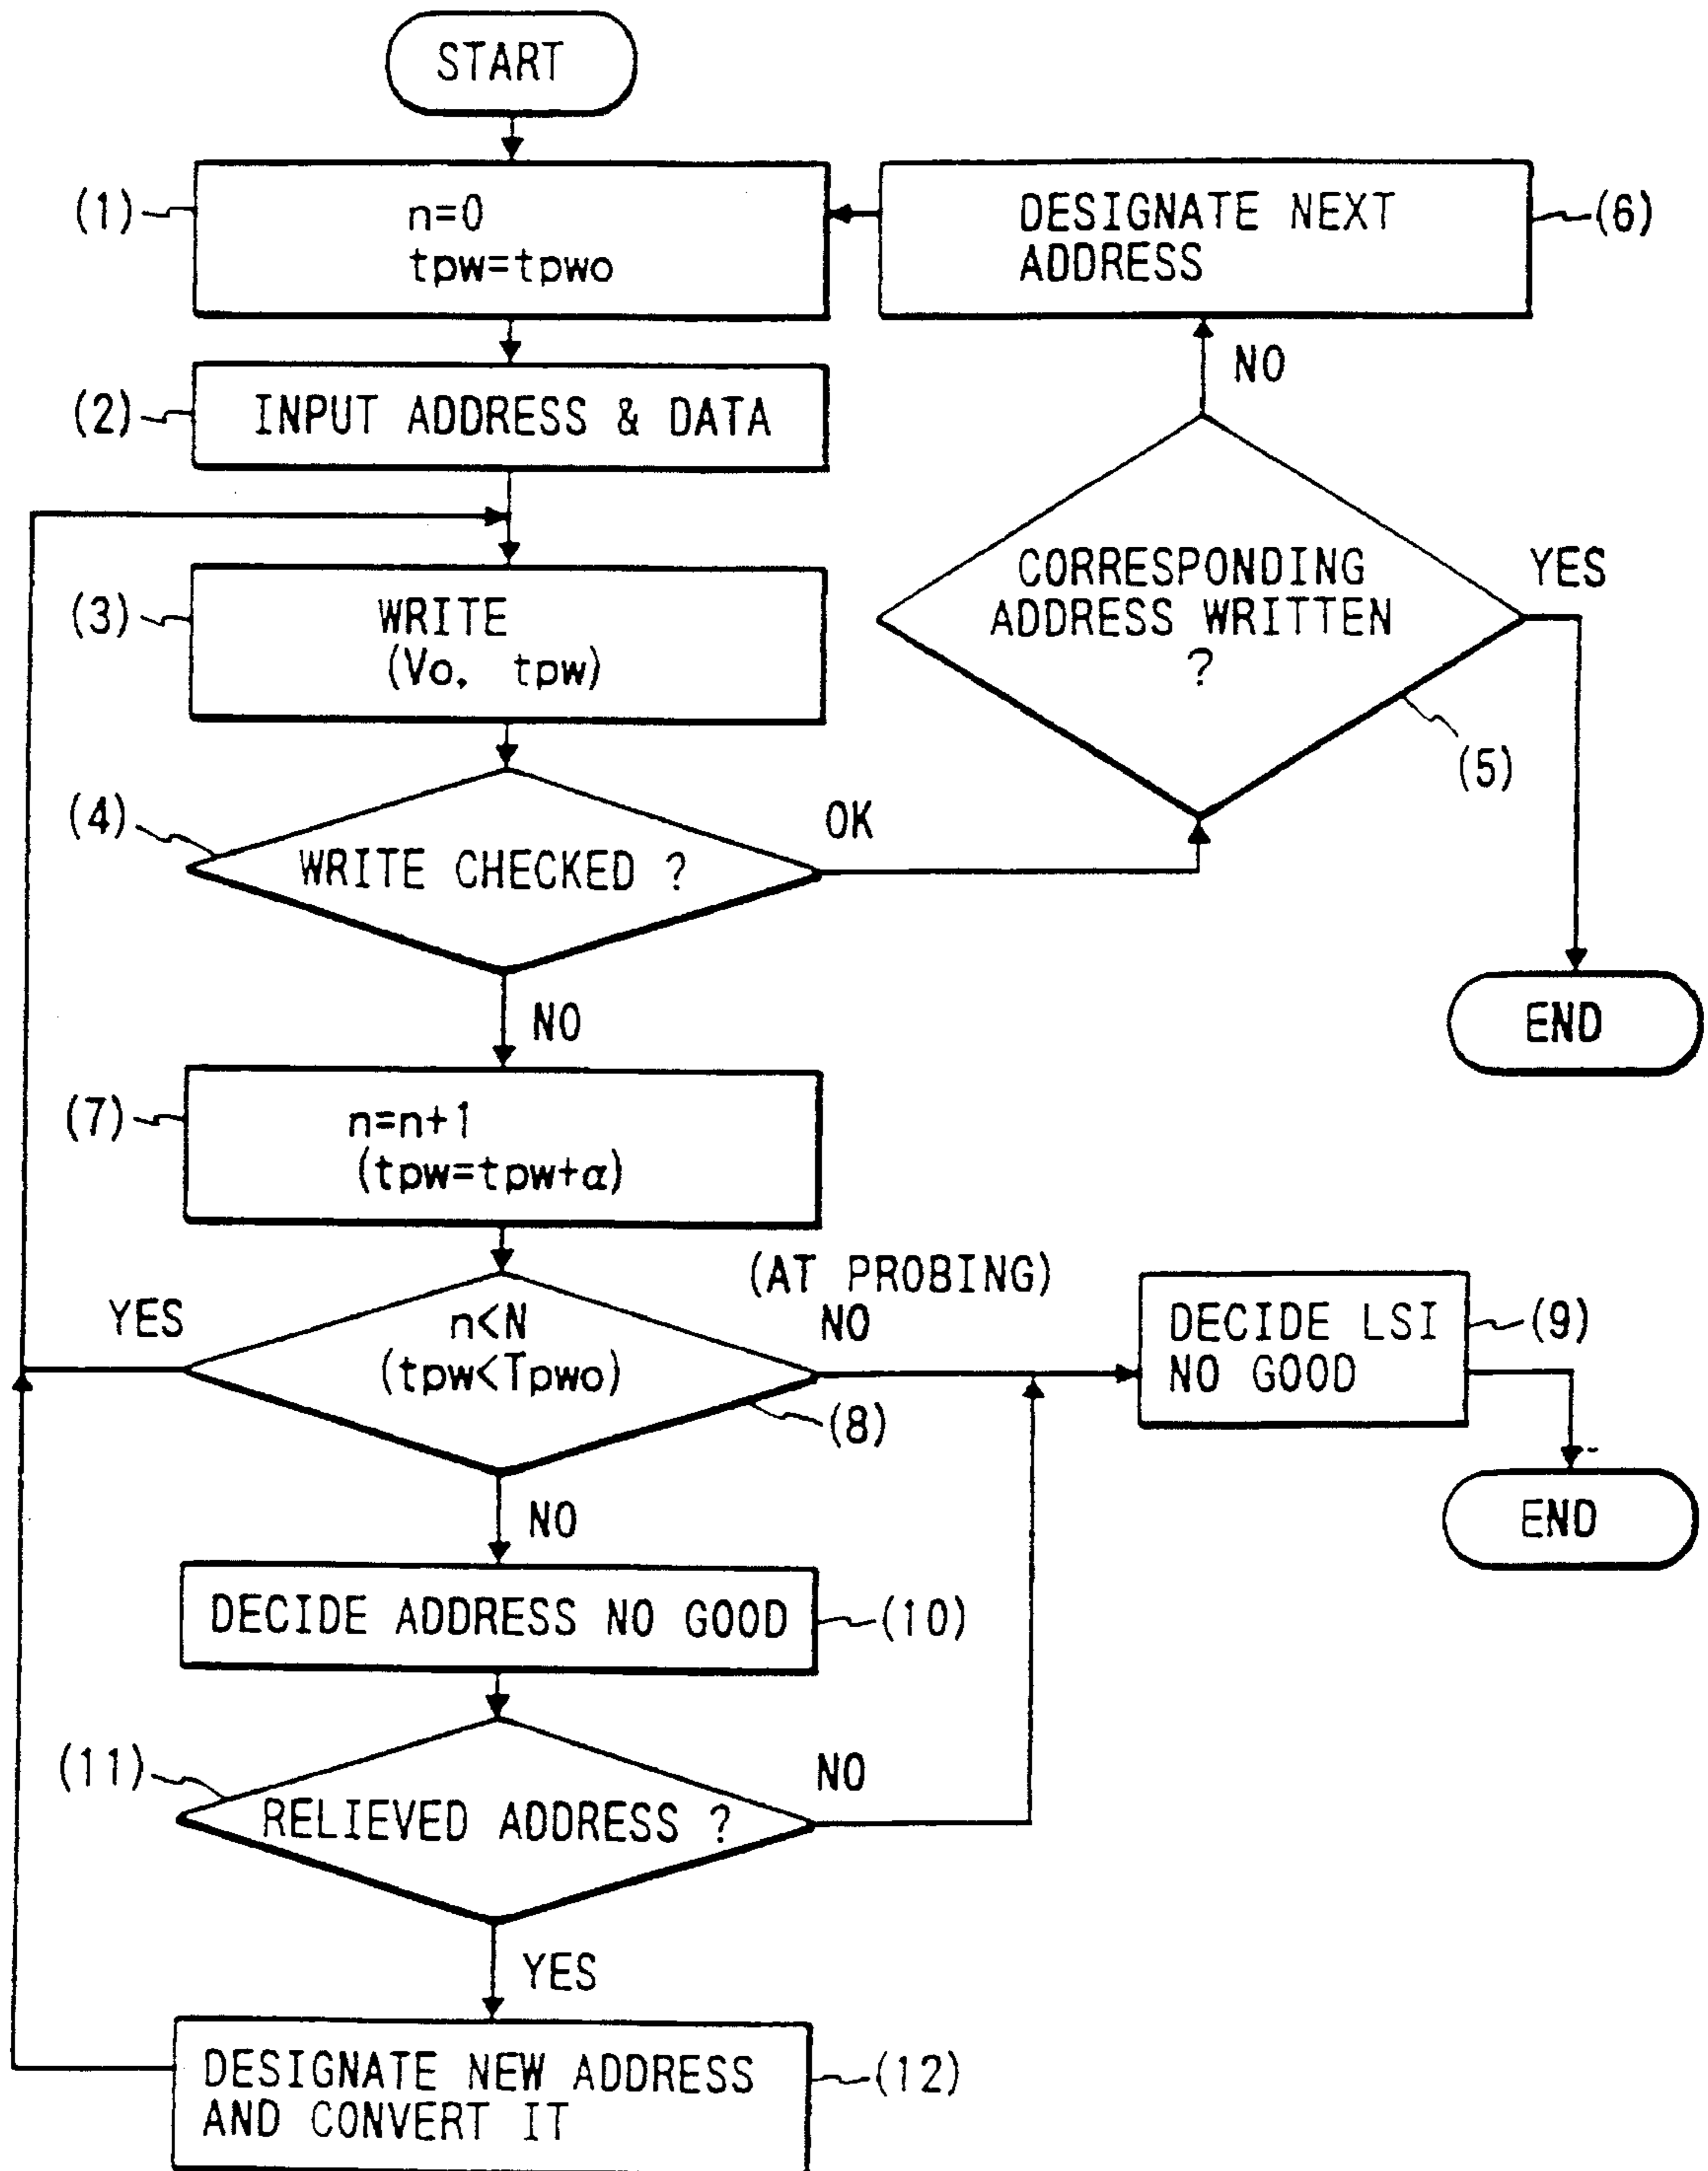 START
(1)
n=0
tpw=tpwo
DESIGNATE NEXT
ADDRESS
(6)
(2)
INPUT ADDRESS & DATA
NO
(3)
WRITE
(Vo, tpw)
CORRESPONDING
ADDRESS WRITTEN
?
YES
(5)
(4)
WRITE CHECKED ?
OK
END
NO
(7)
n=n+1
(tpw=tpw+α)
YES
n<N
(tpw<Tpwo)
(8)
(AT PROBING)
NO
DECIDE LSI
NO GOOD
(9)
END
NO
DECIDE ADDRESS NO GOOD
(10)
(11)
RELIEVED ADDRESS ?
NO
YES
DESIGNATE NEW ADDRESS
AND CONVERT IT
(12)